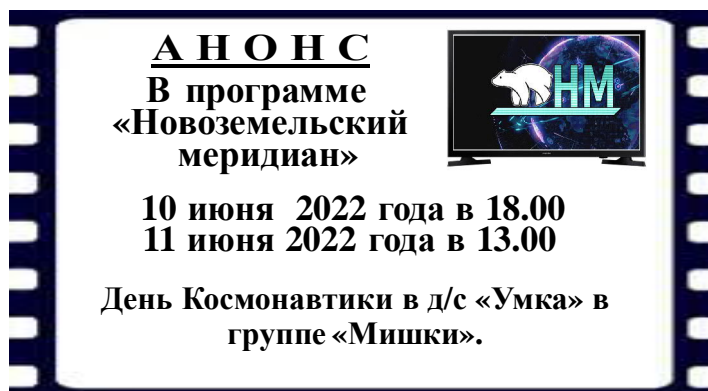 АНОНС
В программе
«Новоземельский
меридиан»
НМ
10 июня 2022 года в 18.00
11 июня 2022 года в 13.00
День Космонавтики в д/с «Умка» в
группе «Мишки».